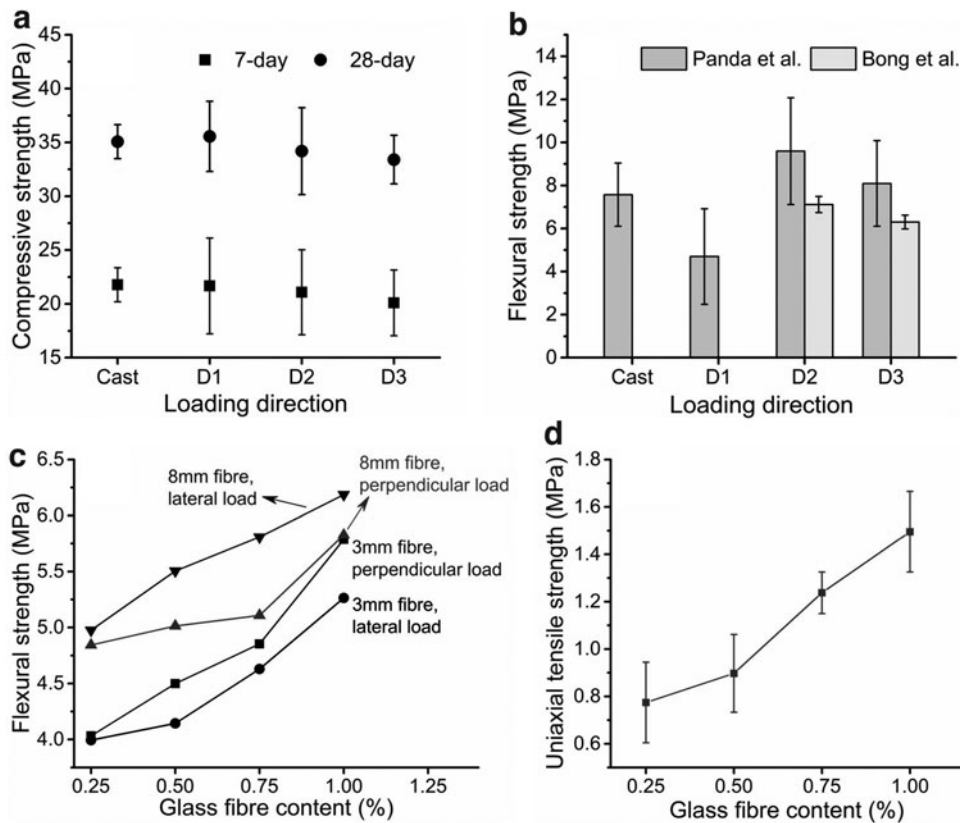 a
7-day
28-day
Compressive strength (MPa)
45
40
35
30
25
20
15
Cast
D1
D2
D3
Loading direction
b
Panda et al.
Bong et al.
Flexural strength (MPa)
14
12
10
8
6
4
2
0
Cast
D1
D2
D3
Loading direction
c
8mm fibre,
lateral load
8mm fibre,
perpendicular load
3mm fibre,
perpendicular load
3mm fibre,
lateral load
Flexural strength (MPa)
6.5
6.0
5.5
5.0
4.5
4.0
0.25
0.50
0.75
1.00
1.25
Glass fibre content (%)
d
Uniaxial tensile strength (MPa)
1.8
1.6
1.4
1.2
1.0
0.8
0.6
0.25
0.50
0.75
1.00
Glass fibre content (%)